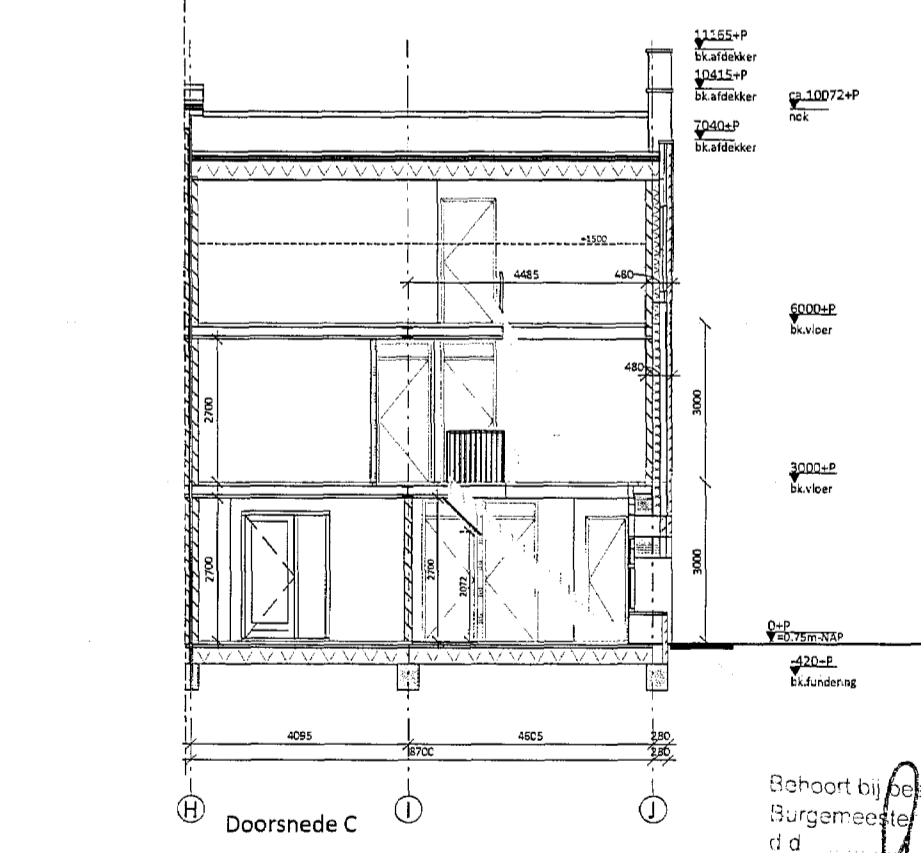 11165+P
bk.afdekker
10415+P
bk.afdekker
ca.10072+P
nok
7040+P
bk.afdekker
+1500
4485
480
6000+P
bk.vloer
480
2700
3000
3000+P
bk.vloer
2700
2700
2072
3000
0+P
=0.75m-NAP
-420+P
bk.fundering
4095
4605
280
8700
280
H
I
J
Doorsnede C
Behoort bij
Burgemeester
d d